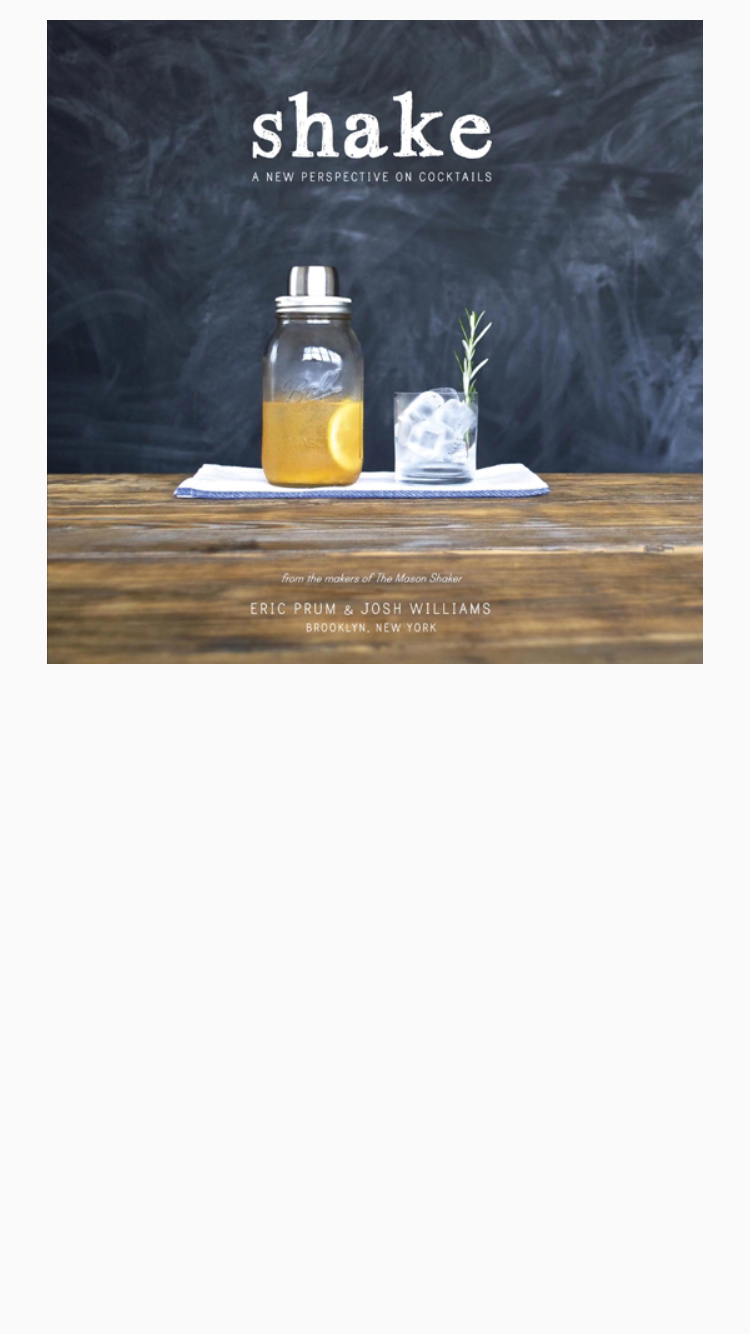 shake
A NEW PERSPECTIVE ON COCKTAILS
from the makers of The Mason Shaker
ERIC PRUM & JOSH WILLIAMS
BROOKLYN, NEW YORK